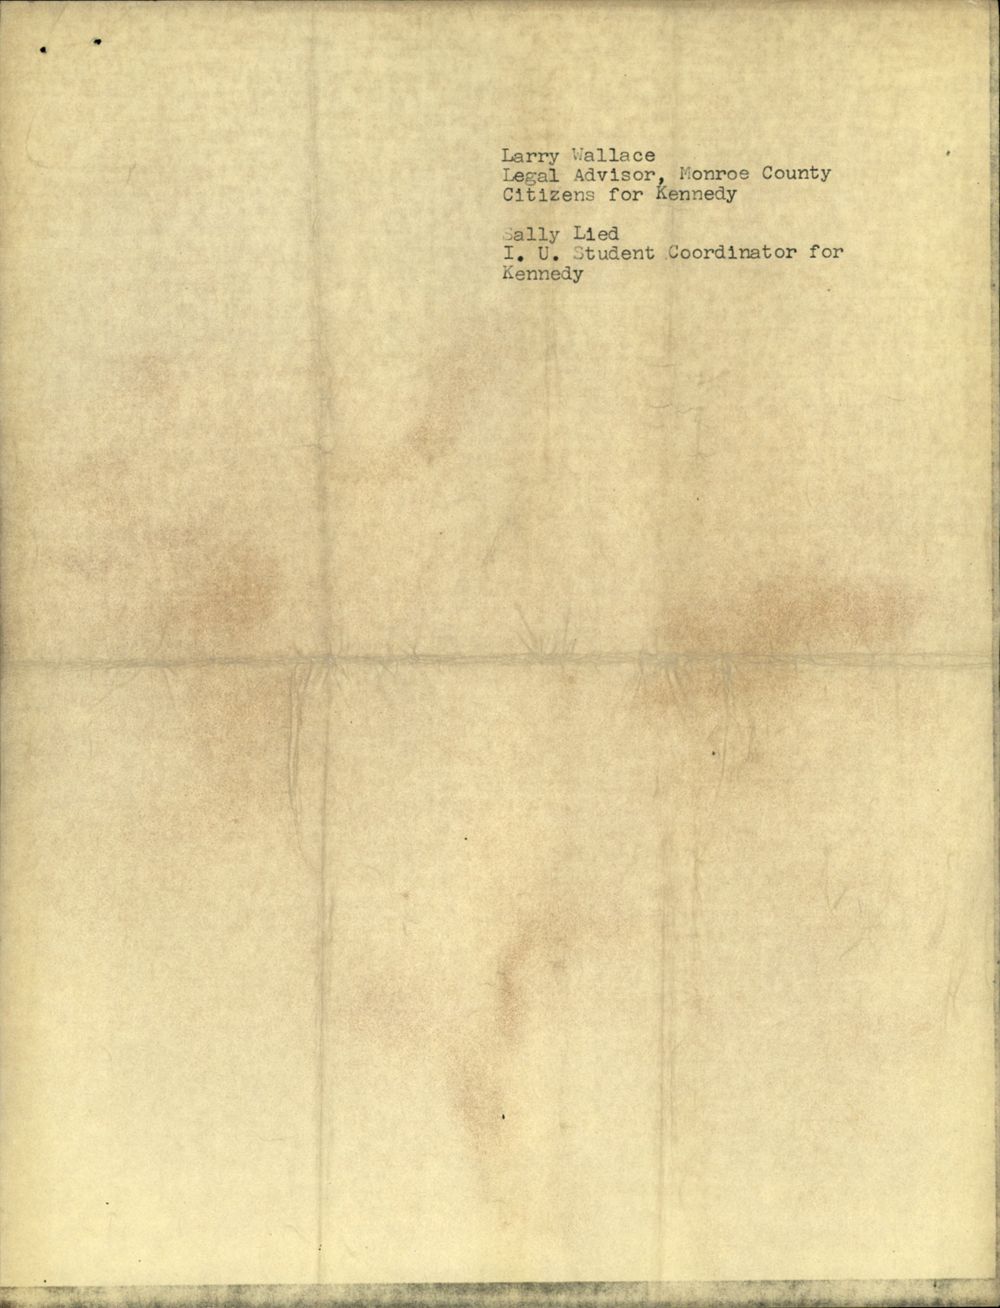 Larry Wallace
Legal Advisor, Monroe County
Citizens for Kennedy
Sally Lied
I. U. Student Coordinator for
Kennedy